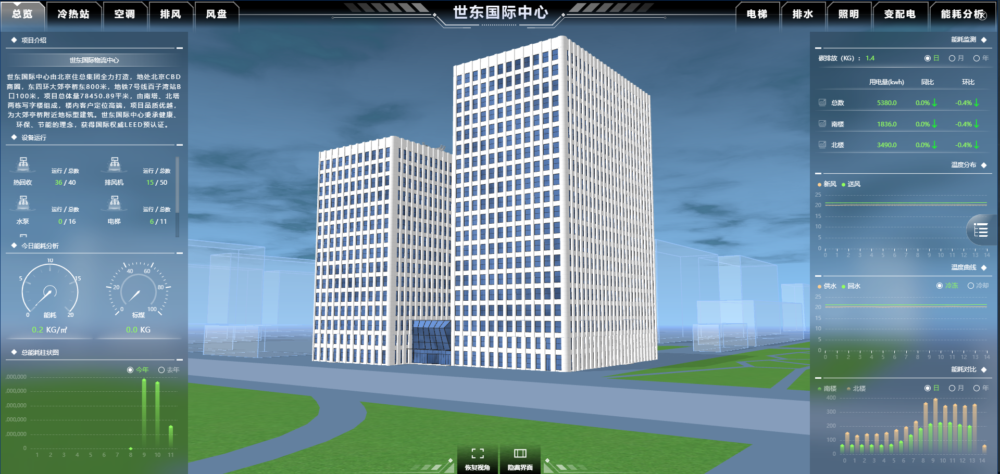 总览 冷热站 空调 排风 风盘 世东国际中心 电梯 排水 照明 变配电 能耗分析
项目介绍
世东国际物流中心
世东国际中心由北京住总集团全力打造，地处北京CBD
商圈，东四环大郊亭桥东800米，地铁7号线百子湾站B
口100米，项目总体量78450.89平米，由南塔、北塔
两栋写字楼组成，楼内客户定位高端，项目品质优越，
为大郊亭桥附近地标型建筑。世东国际中心秉承健康、
环保、节能的理念，获得国际权威LEED预认证。
设备运行
运行 / 总数 运行 / 总数
热回收 36 / 40 排风机 15 / 50
运行 / 总数 运行 / 总数
水泵 0 / 16 电梯 6 / 11
今日能耗分析
0 5 10 15 20
能耗
0.2 KG/㎡
0 20 40 60 80 100
标煤
0.0 KG
总能耗柱状图
今年 去年
,000,000
,000,000
,000,000
,000,000
,000,000
0
1 2 3 4 5 6 7 8 9 10 11
恢复视角 隐藏界面
能耗监测
碳排放（KG）: 1.4 日 月 年
用电量(kwh) 同比 环比
总数 5380.0 0.0% -0.4%
南楼 1836.0 0.0% -0.4%
北楼 3490.0 0.0% -0.4%
温度分布
新风 送风
25
20
15
10
5
0
0 1 2 3 4 5 6 7 8 9 10 11 12 13 14
温度曲线
供水 回水 冷冻 冷却
25
20
15
10
5
0
0 1 2 3 4 5 6 7 8 9 10 11 12 13 14
能耗对比
南楼 北楼 日 月 年
400
300
200
100
0
0 1 2 3 4 5 6 7 8 9 10 11 12 13 14